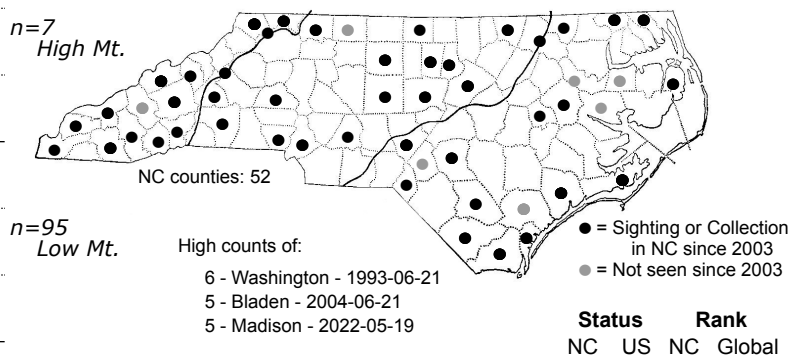 n=7
High Mt.
NC counties: 52
n=95
Low Mt.
High counts of:
6 - Washington - 1993-06-21
5 - Bladen - 2004-06-21
5 - Madison - 2022-05-19
● = Sighting or Collection
in NC since 2003
● = Not seen since 2003
Status Rank
NC US NC Global